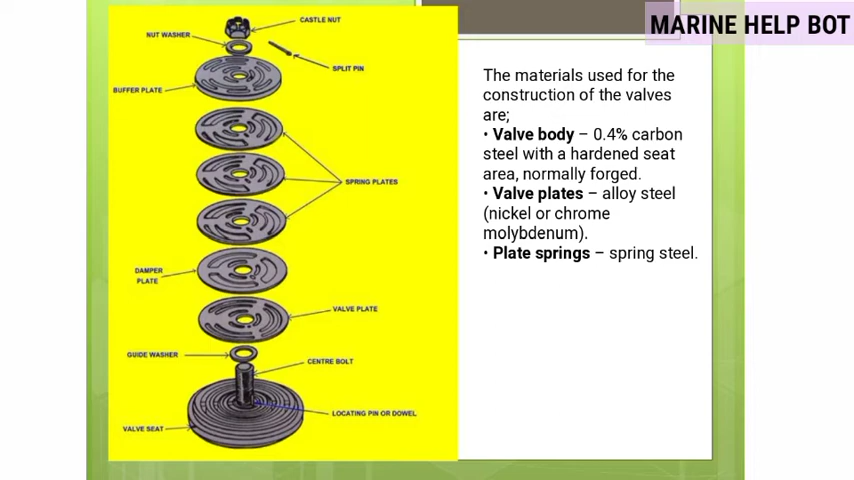 MARINE HELP BOT
CASTLE NUT
NUT WASHER
SPLIT PIN
BUFFER PLATE
SPRING PLATES
DAMPER
PLATE
VALVE PLATE
GUIDE WASHER
CENTRE BOLT
LOCATING PIN OR DOWEL
VALVE SEAT
The materials used for the
construction of the valves
are;
• Valve body – 0.4% carbon
steel with a hardened seat
area, normally forged.
• Valve plates – alloy steel
(nickel or chrome
molybdenum).
• Plate springs – spring steel.